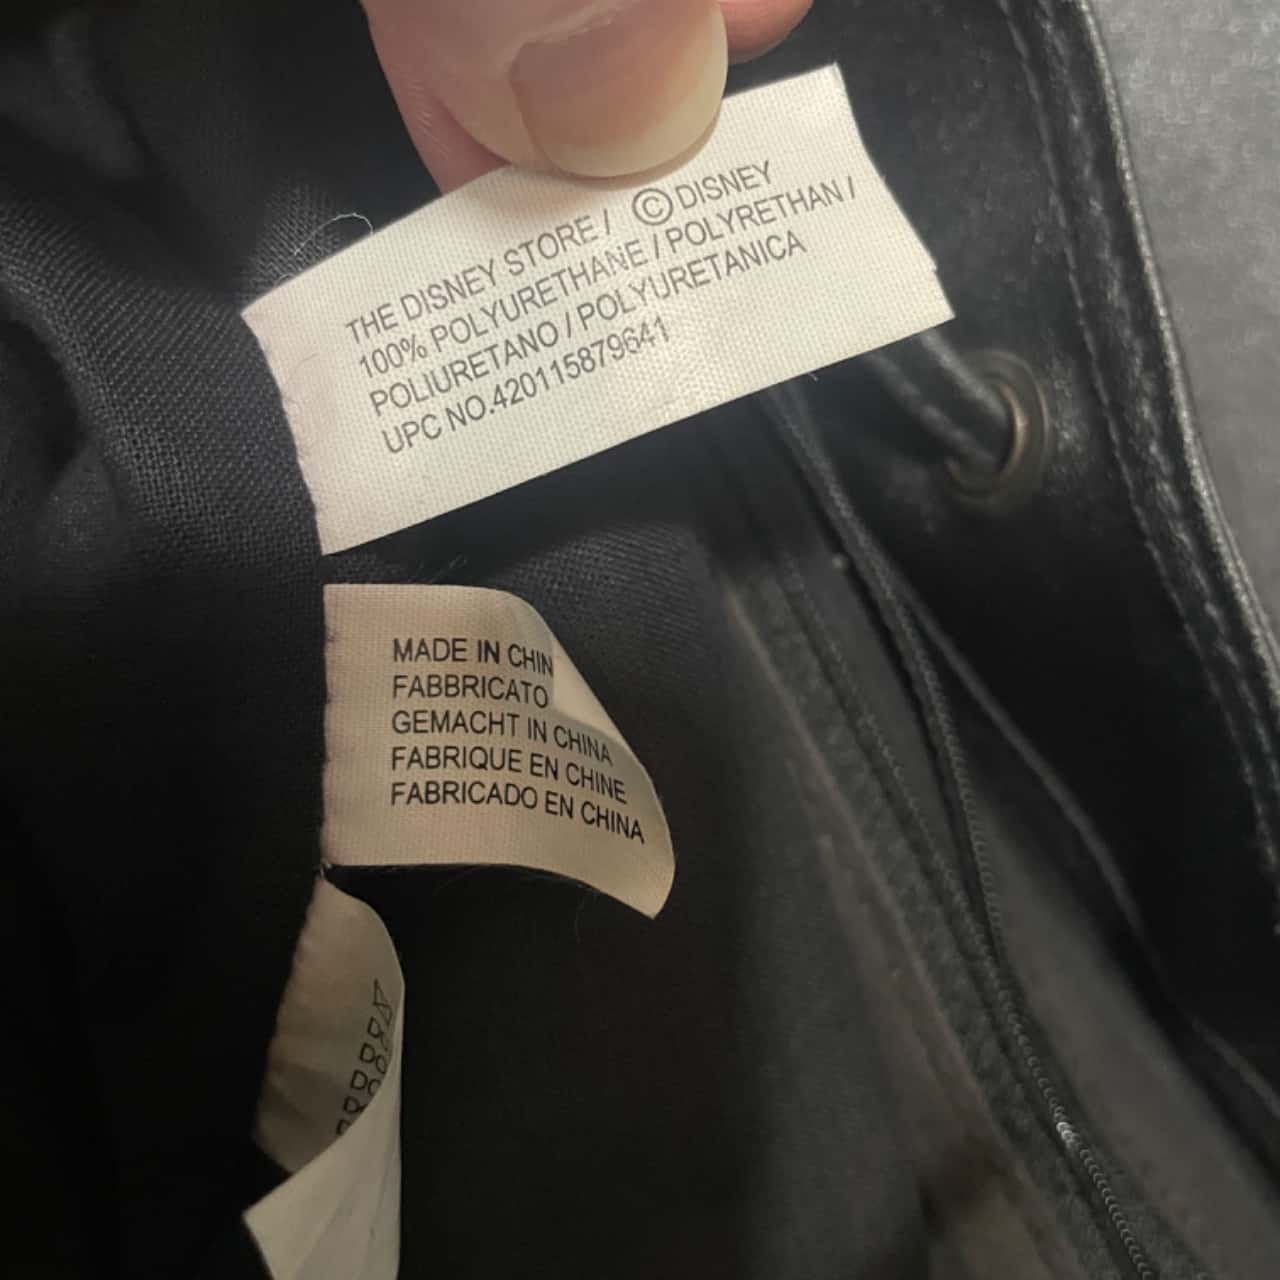 THE DISNEY STORE / © DISNEY
100% POLYURETHANE / POLYRETHAN /
POLIURETANO / POLYURETANICA
UPC NO.420115879641
MADE IN CHIN
FABBRICATO
GEMACHT IN CHINA
FABRIQUE EN CHINE
FABRICADO EN CHINA